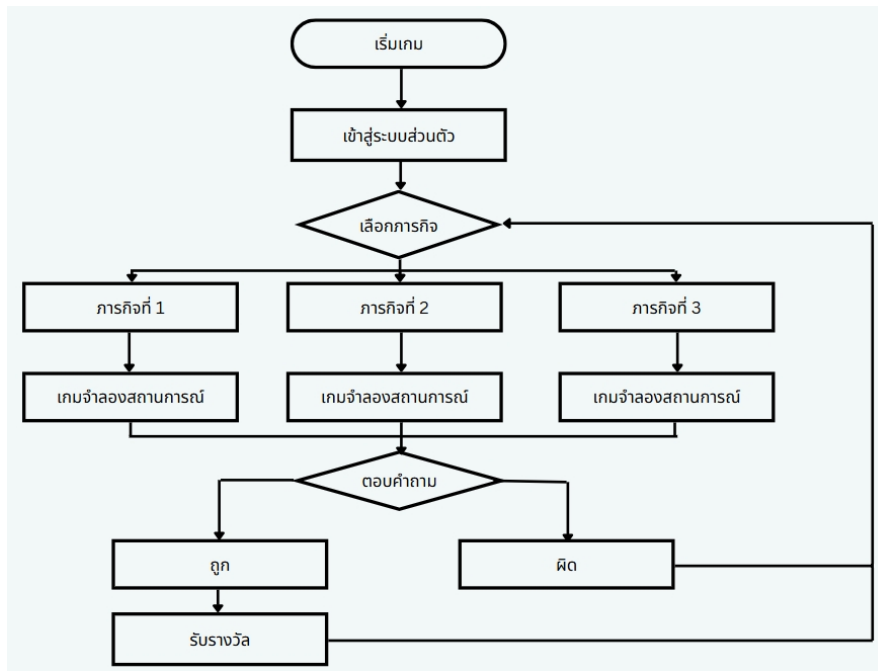 เริ่มเกม
เข้าสู่ระบบส่วนตัว
เลือกภารกิจ
ภารกิจที่ 1
ภารกิจที่ 2
ภารกิจที่ 3
เกมจำลองสถานการณ์
เกมจำลองสถานการณ์
เกมจำลองสถานการณ์
ตอบคำถาม
ถูก
ผิด
รับรางวัล